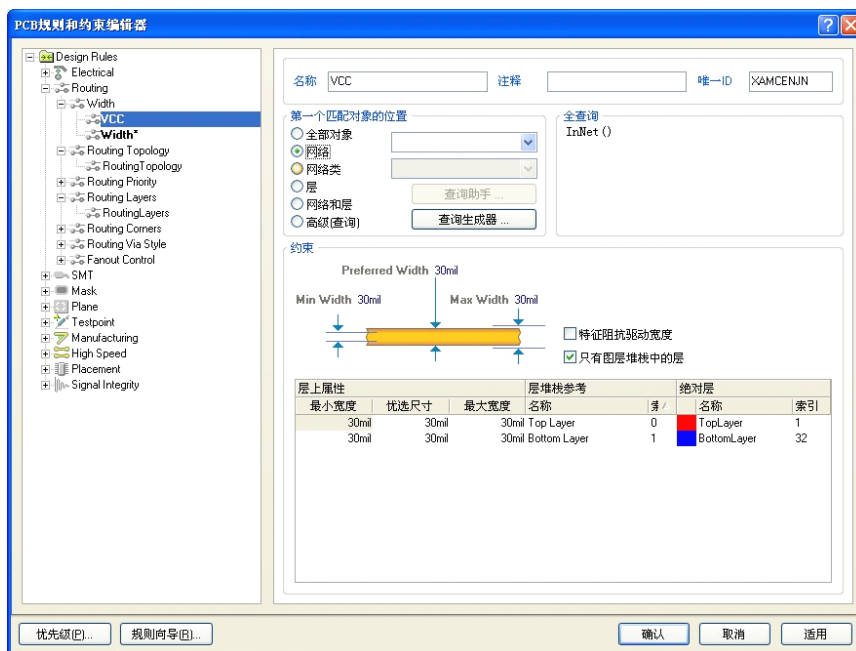 PCB规则和约束编辑器
Design Rules
Electrical
Routing
Width
VCC
Width*
Routing Topology
RoutingTopology
Routing Priority
Routing Layers
RoutingLayers
Routing Corners
Routing Via Style
Fanout Control
SMT
Mask
Plane
Testpoint
Manufacturing
High Speed
Placement
Signal Integrity
名称 VCC 注释 唯一ID XAMCENJN
第一个匹配对象的位置
全部对象
网络
网络类
层
网络和层
高级(查询)
查询助手 ...
查询生成器 ...
全查询
InNet()
约束
Preferred Width 30mil
Min Width 30mil Max Width 30mil
特征阻抗驱动宽度
只有图层堆栈中的层
层上属性 层堆栈参考 绝对层
最小宽度 优选尺寸 最大宽度 名称 名称 索引
30mil 30mil 30mil Top Layer 0 TopLayer 1
30mil 30mil 30mil Bottom Layer 1 BottomLayer 32
优先级(P)... 规则向导(R)... 确认 取消 适用